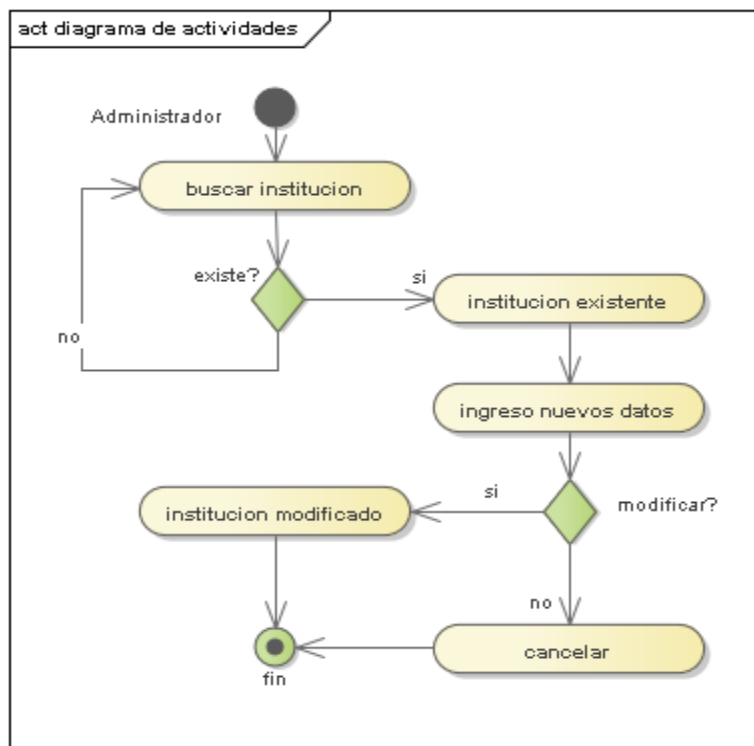 act diagrama de actividades
Administrador
buscar institucion
existe?
si
institucion existente
no
ingreso nuevos datos
si
modificar?
institucion modificado
no
cancelar
fin